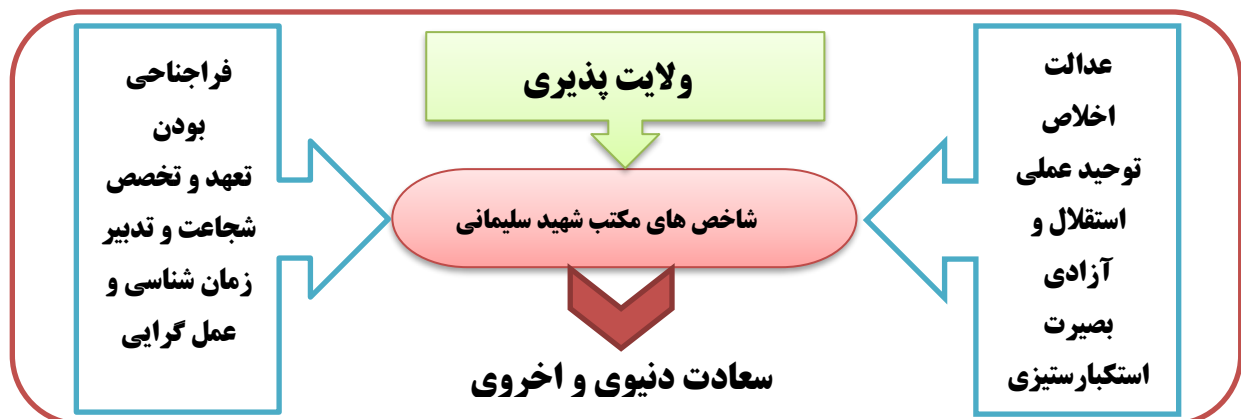 ولایت پذیری
عدالت
اخلاص
توحید عملی
استقلال و
آزادی
بصیرت
استکبارستیزی
شاخص های مکتب شهید سلیمانی
فراجناحی
بودن
تعهد و تخصص
شجاعت و تدبیر
زمان شناسی و
عمل گرایی
سعادت دنیوی و اخروی